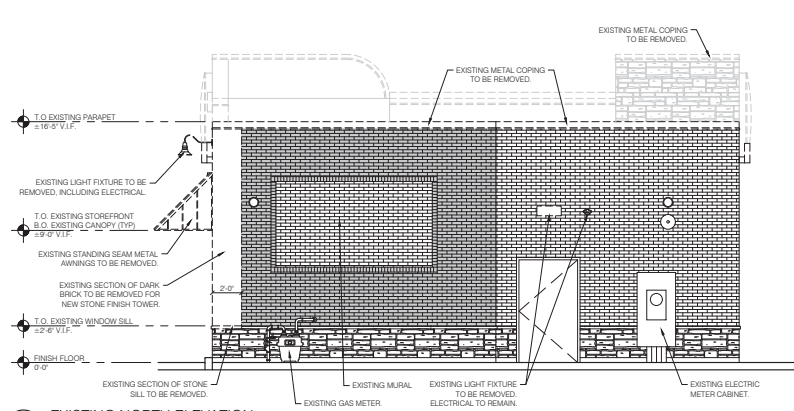 EXISTING METAL COPING
TO BE REMOVED.
EXISTING METAL COPING
TO BE REMOVED.
T.O EXISTING PARAPET
±16'-5" V.I.F.
EXISTING LIGHT FIXTURE TO BE
REMOVED, INCLUDING ELECTRICAL.
T.O. EXISTING STOREFRONT
B.O. EXISTING CANOPY (TYP)
±9'-0" V.I.F.
EXISTING STANDING SEAM METAL
AWNINGS TO BE REMOVED.
EXISTING SECTION OF DARK
BRICK TO BE REMOVED FOR
NEW STONE FINISH TOWER.
2'-0"
T.O. EXISTING WINDOW SILL
±2'-6" V.I.F.
FINISH FLOOR
0'-0"
EXISTING SECTION OF STONE
SILL TO BE REMOVED.
EXISTING GAS METER.
EXISTING MURAL
EXISTING LIGHT FIXTURE
TO BE REMOVED.
ELECTRICAL TO REMAIN.
EXISTING ELECTRIC
METER CABINET.
EXISTING NORTH ELEVATION